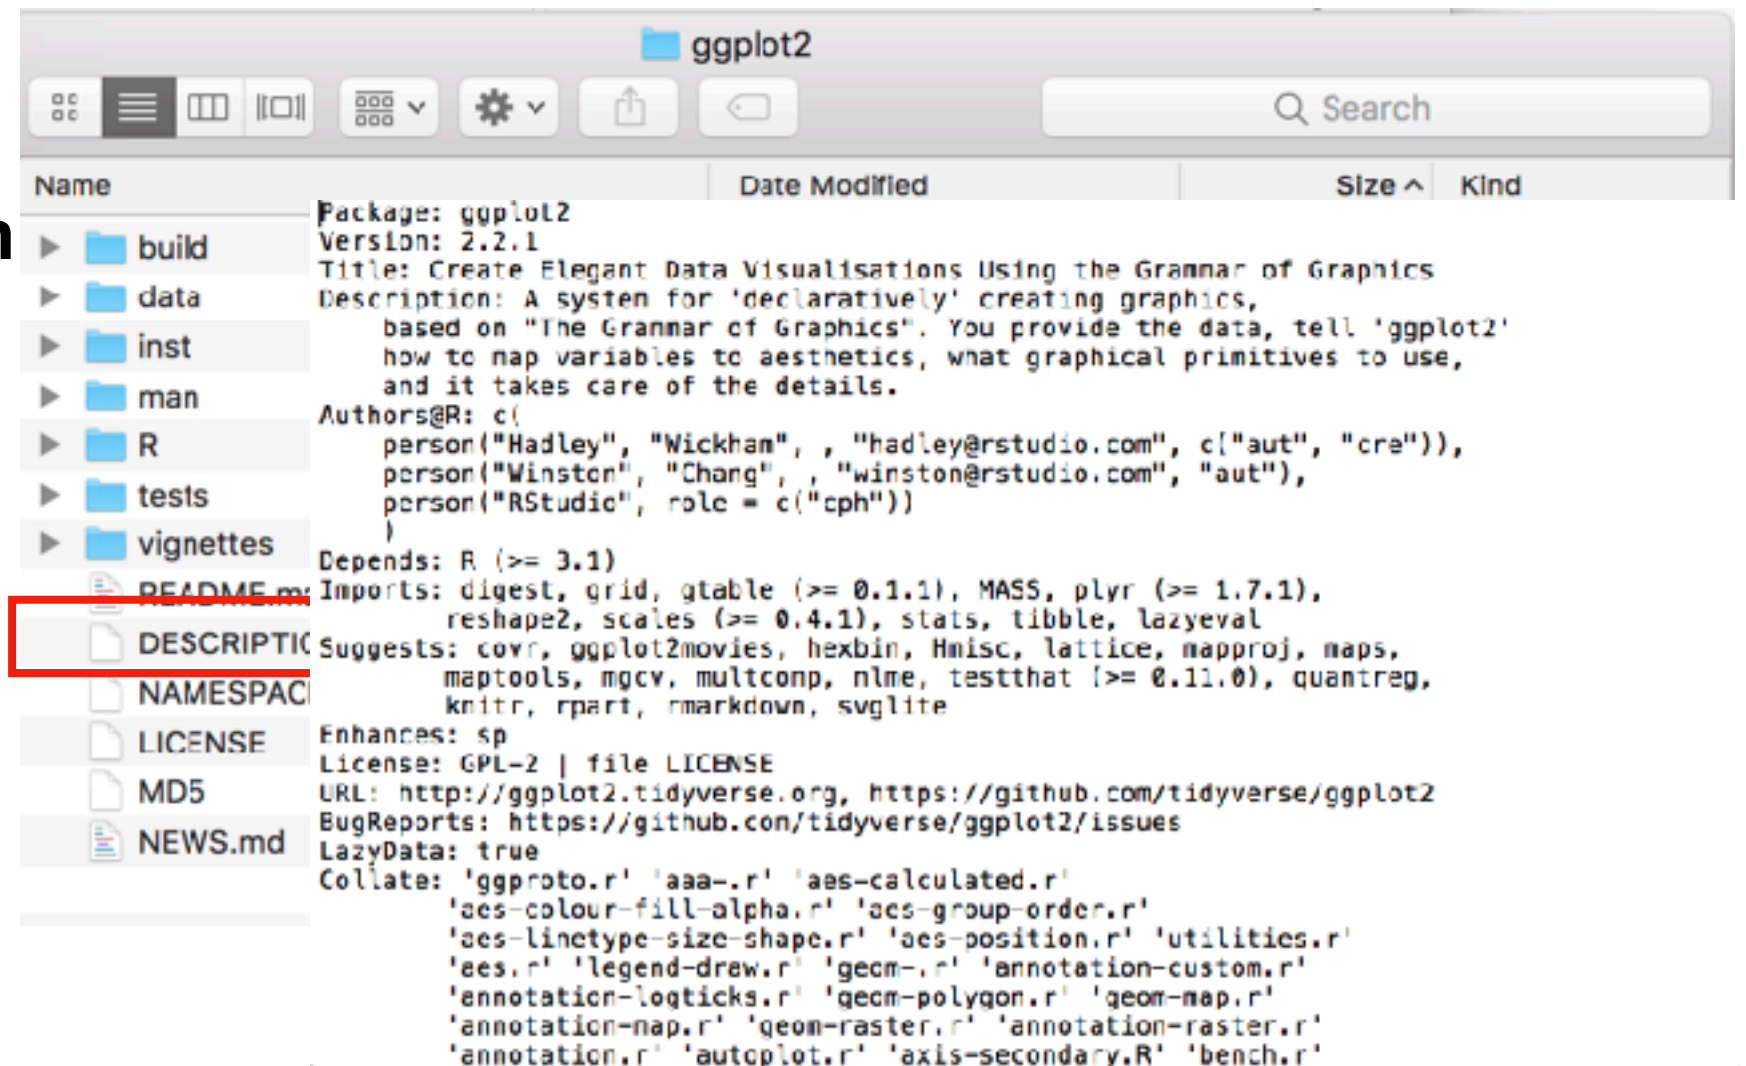 ggplot2
Search
Name Date Modified Size Kind
n
build
data
inst
man
R
tests
vignettes
README.m
DESCRIPTIO
NAMESPAC
LICENSE
MD5
NEWS.md
Package: ggplot2
Version: 2.2.1
Title: Create Elegant Data Visualisations Using the Grammar of Graphics
Description: A system for 'declaratively' creating graphics,
based on "The Grammar of Graphics". You provide the data, tell 'ggplot2'
how to map variables to aesthetics, what graphical primitives to use,
and it takes care of the details.
Authors@R: c(
person("Hadley", "Wickham", , "hadley@rstudio.com", c("aut", "cre")),
person("Winston", "Chang", , "winston@rstudio.com", "aut"),
person("RStudio", role = c("cph"))
)
Depends: R (>= 3.1)
Imports: digest, grid, gtable (>= 0.1.1), MASS, plyr (>= 1.7.1),
reshape2, scales (>= 0.4.1), stats, tibble, lazyeval
Suggests: covr, ggplot2movies, hexbin, Hmisc, lattice, mapproj, maps,
maptools, mgcv, multcomp, nlme, testthat (>= 0.11.0), quantreg,
knitr, rpart, rmarkdown, svglite
Enhances: sp
License: GPL-2 | file LICENSE
URL: http://ggplot2.tidyverse.org, https://github.com/tidyverse/ggplot2
BugReports: https://github.com/tidyverse/ggplot2/issues
LazyData: true
Collate: 'ggproto.r' 'aaa-.r' 'aes-calculated.r'
'aes-colour-fill-alpha.r' 'aes-group-order.r'
'aes-linetype-size-shape.r' 'aes-position.r' 'utilities.r'
'aes.r' 'legend-draw.r' 'geom-.r' 'annotation-custom.r'
'annotation-logticks.r' 'geom-polygon.r' 'geom-map.r'
'annotation-map.r' 'geom-raster.r' 'annotation-raster.r'
'annotation.r' 'autoplot.r' 'axis-secondary.R' 'bench.r'